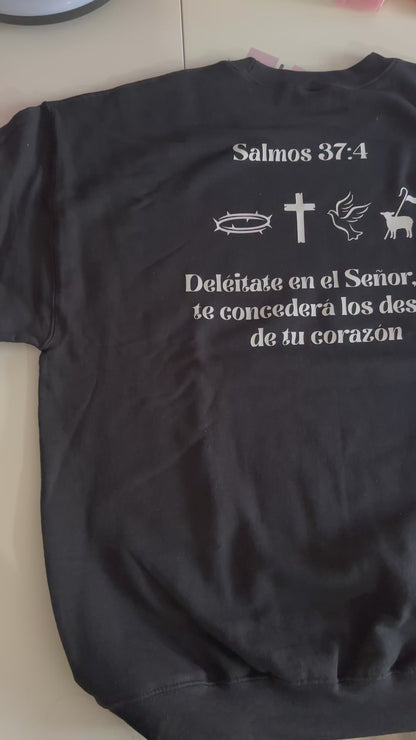 Salmos 37:4
Deléitate en el Señor,
te concederá los
de tu corazón